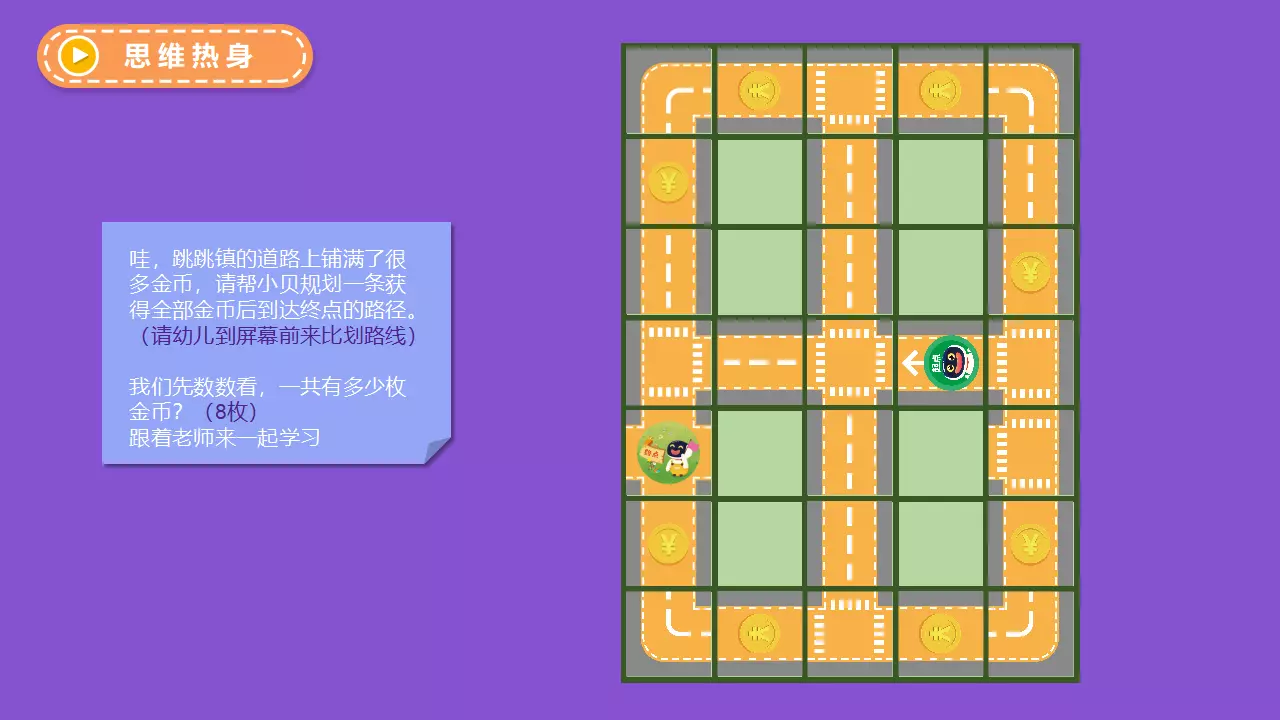 思维热身
哇，跳跳镇的道路上铺满了很
多金币，请帮小贝规划一条获
得全部金币后到达终点的路径。
（请幼儿到屏幕前来比划路线）
我们先数数看，一共有多少枚
金币？（8枚）
跟着老师来一起学习
¥
¥
¥
¥
起点
¥
¥
¥
¥